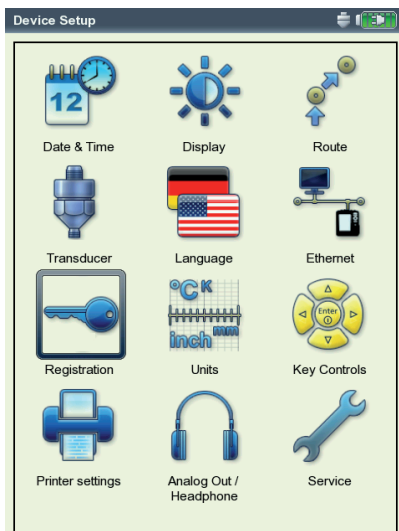 Device Setup
12
Date & Time
Display
Route
Transducer
Language
Ethernet
°C K
inch mm
Enter
Registration
Units
Key Controls
Printer settings
Analog Out /
Headphone
Service